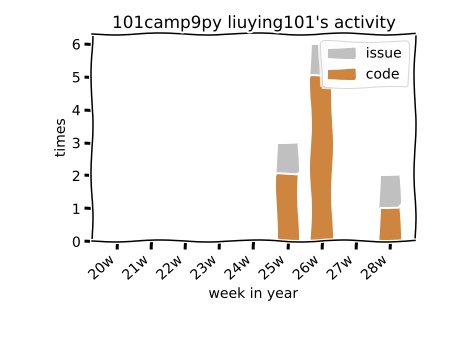 101camp9py liuying101's activity
issue
code
times
6
5
4
3
2
1
0
20w 21w 22w 23w 24w 25w 26w 27w 28w
week in year